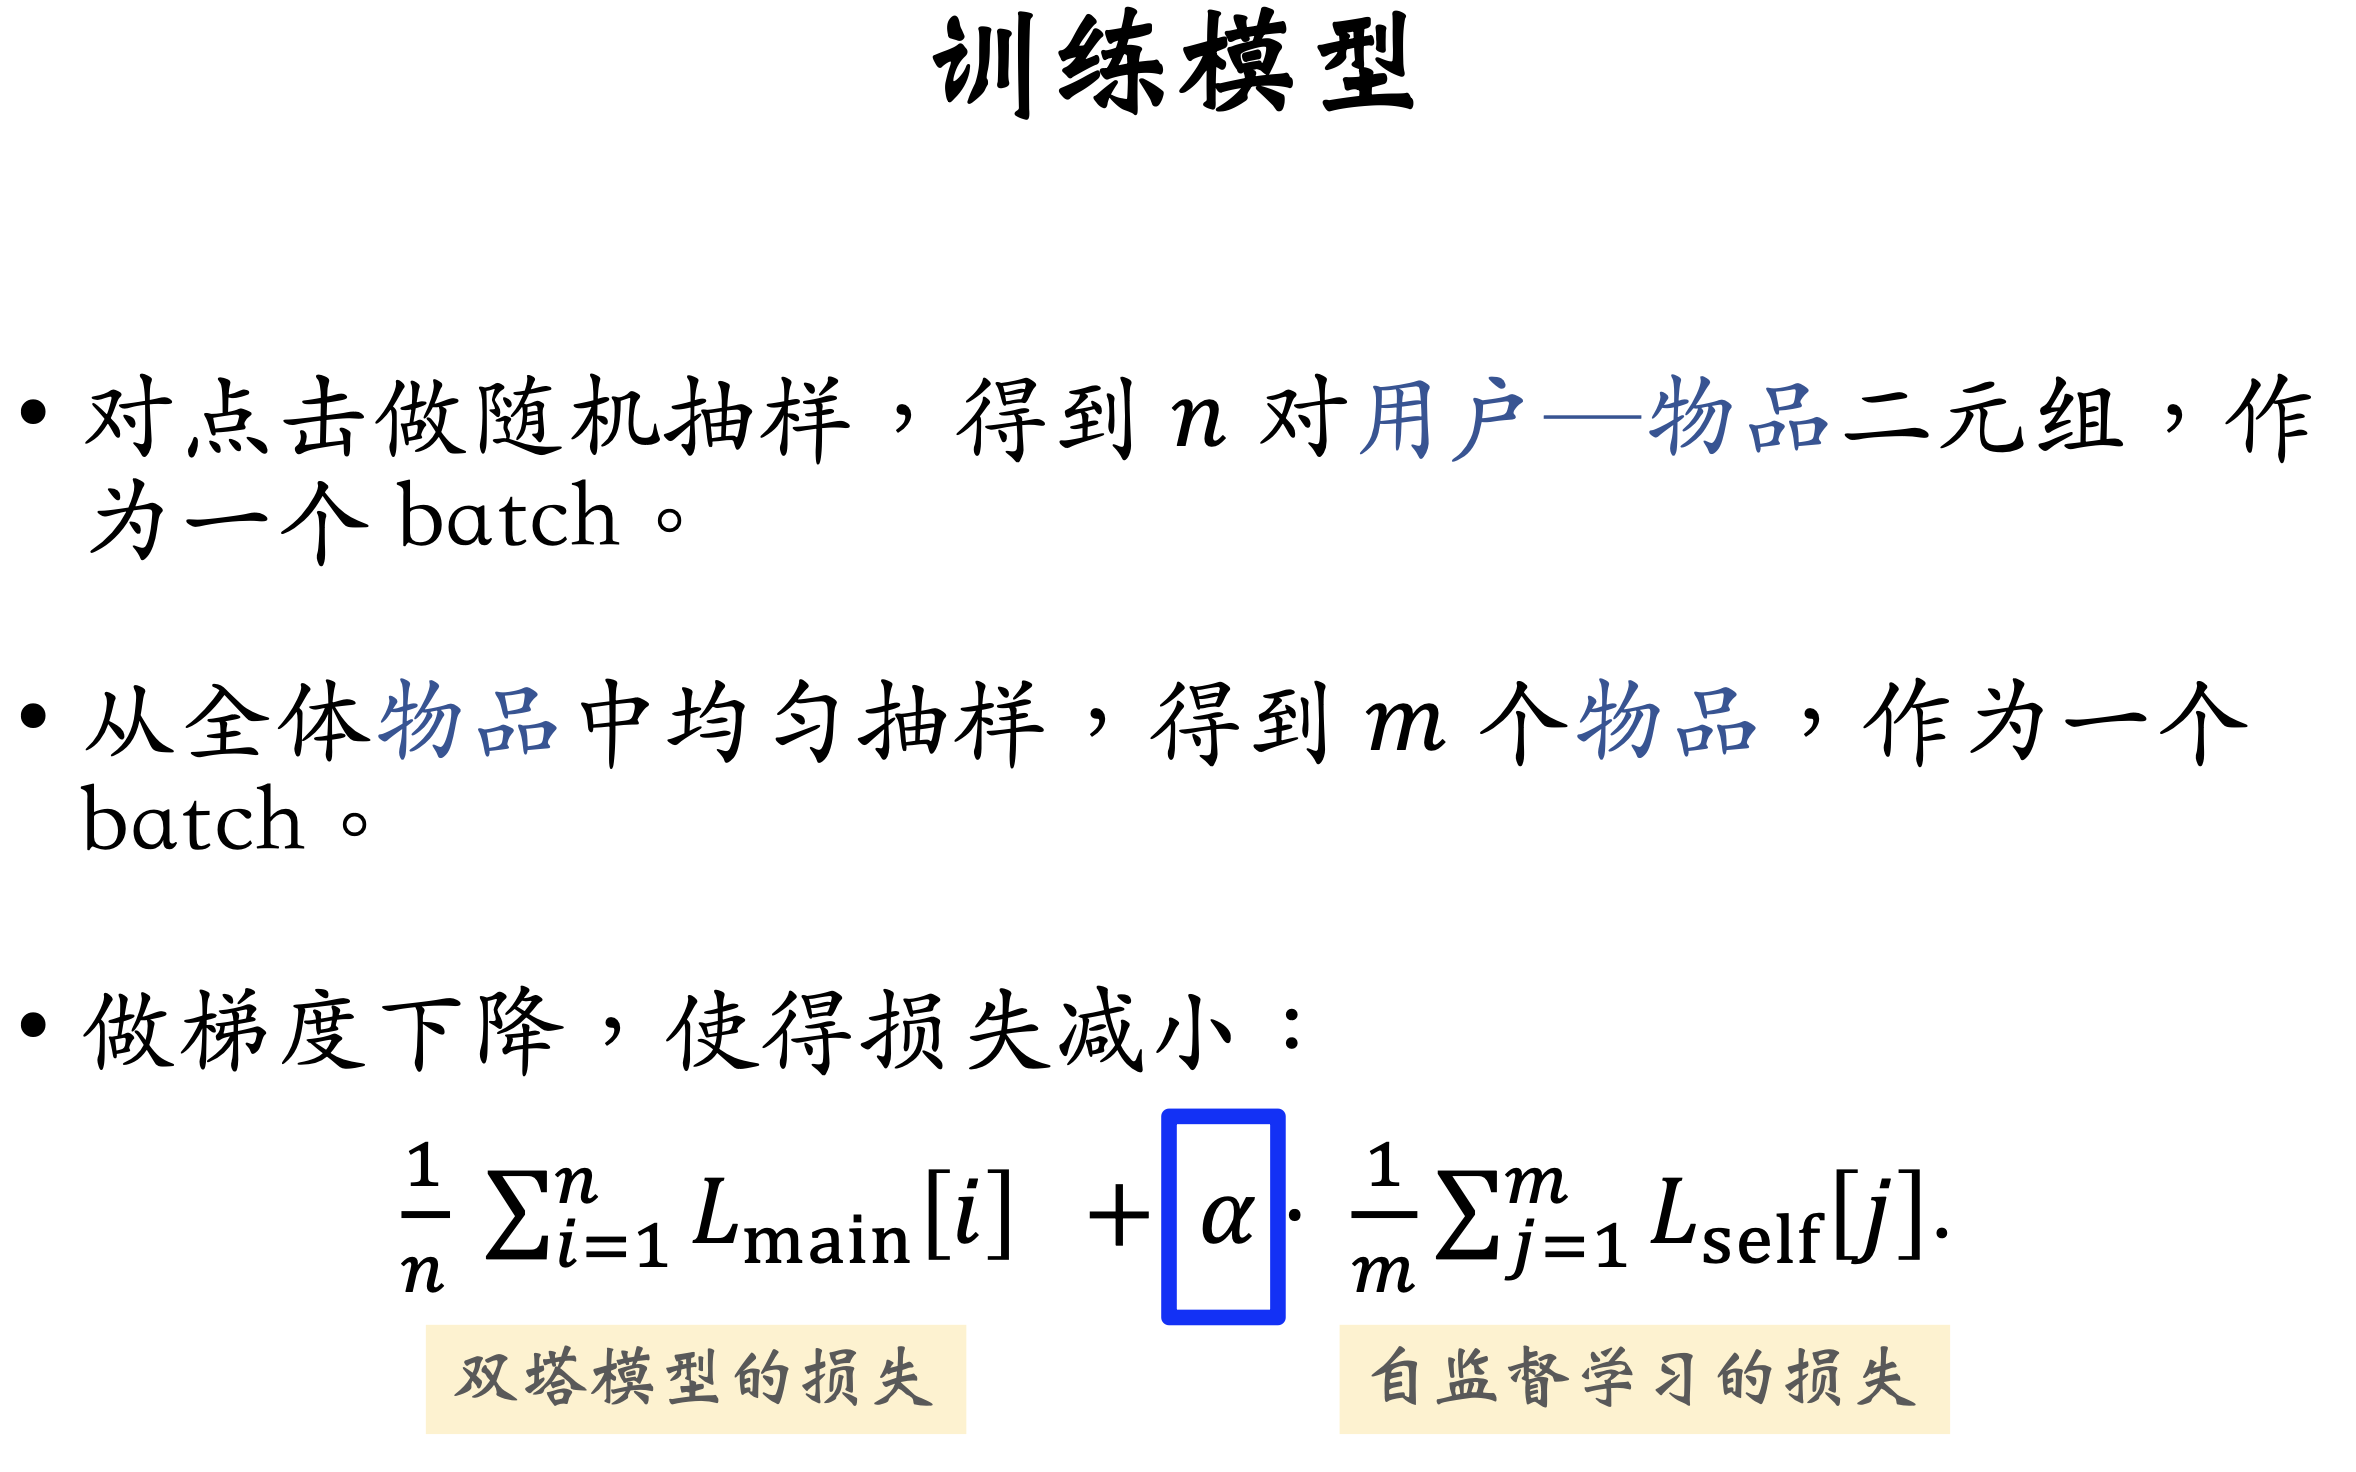 训练模型
• 对点击做随机抽样，得到 n 对用户—物品二元组，作
为一个 batch。
• 从全体物品中均匀抽样，得到 m 个物品，作为一个
batch。
• 做梯度下降，使得损失减小：
$\frac{1}{n} \sum_{i=1}^{n} L_{\text{main}}[i] + \alpha \cdot \frac{1}{m} \sum_{j=1}^{m} L_{\text{self}}[j].$
双塔模型的损失 自监督学习的损失